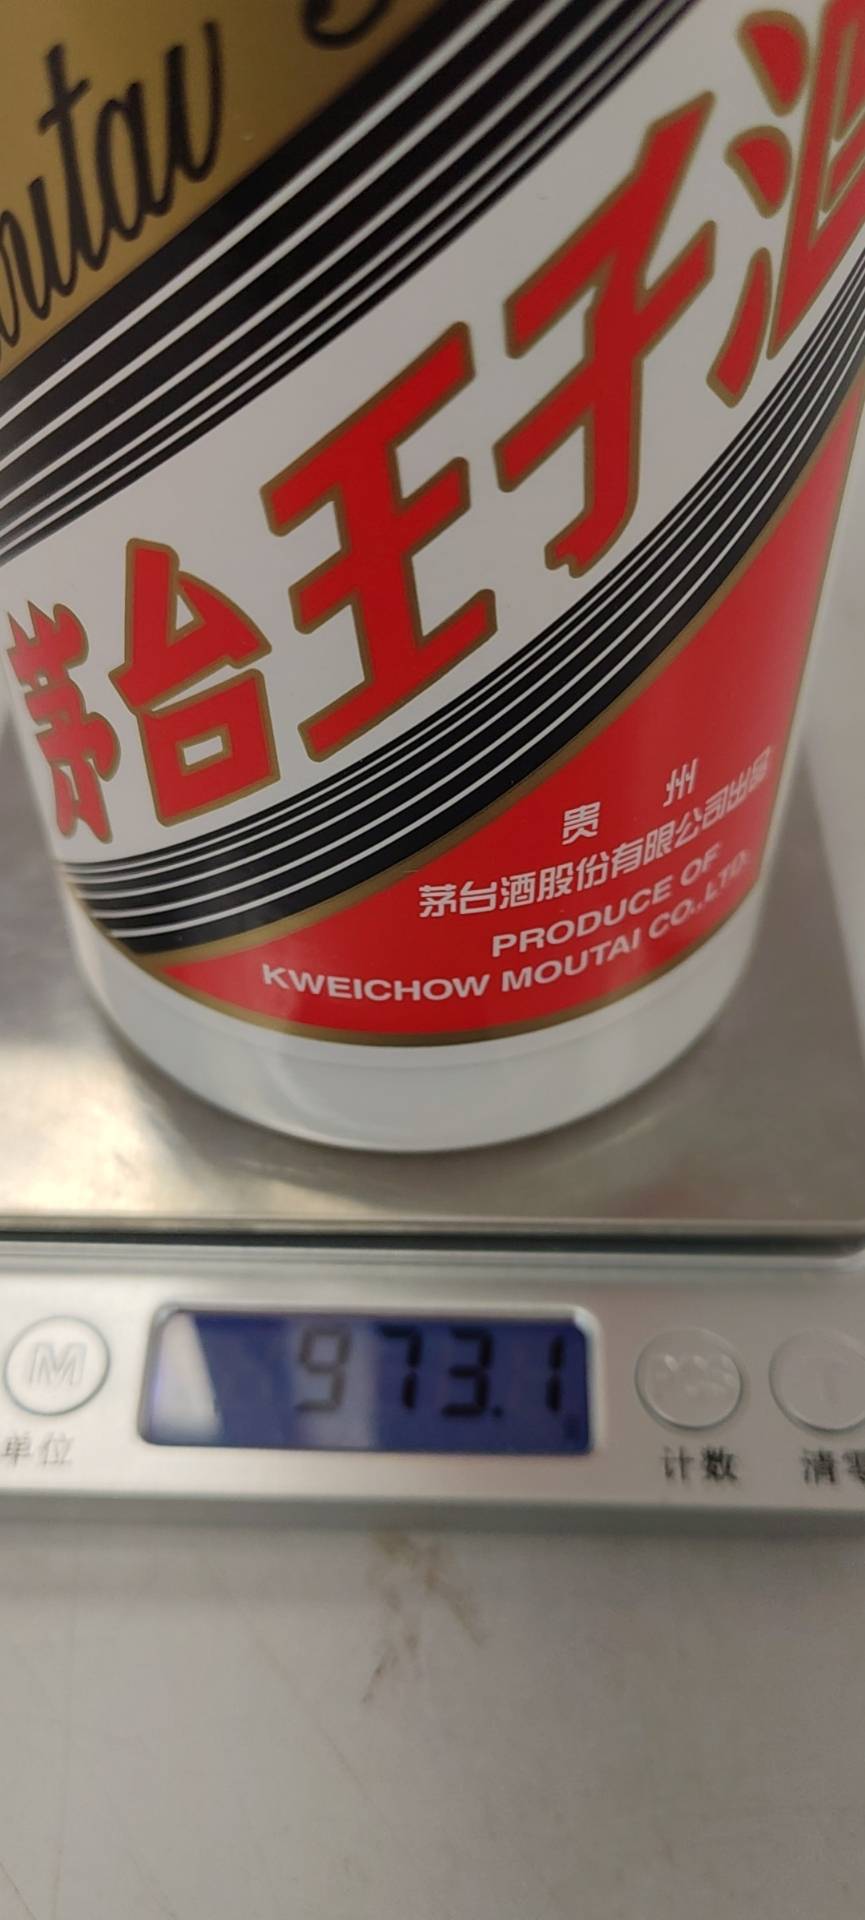 茅台王子酒
贵 州
茅台酒股份有限公司出品
PRODUCE OF
KWEICHOW MOUTAI CO.,LTD.
973.1
M
单位
计数